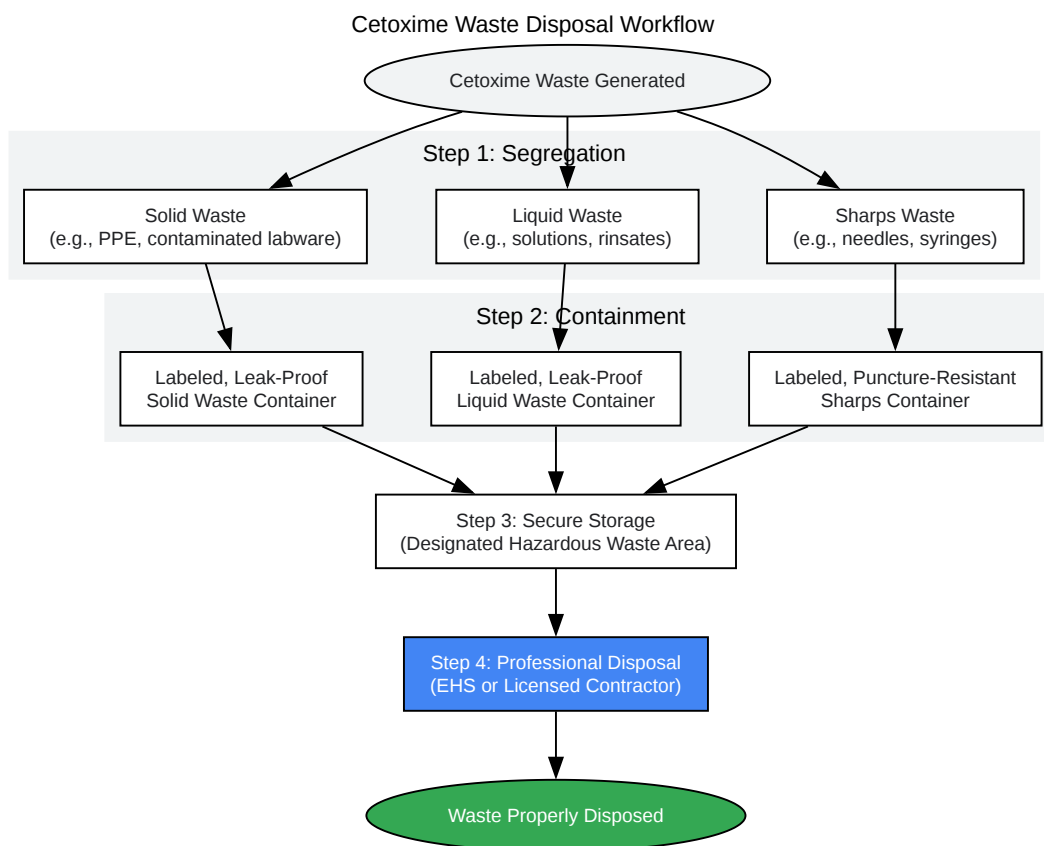 Cetoxime Waste Disposal Workflow
Cetoxime Waste Generated
Step 1: Segregation
Solid Waste
(e.g., PPE, contaminated labware)
Liquid Waste
(e.g., solutions, rinsates)
Sharps Waste
(e.g., needles, syringes)
Step 2: Containment
Labeled, Leak-Proof
Solid Waste Container
Labeled, Leak-Proof
Liquid Waste Container
Labeled, Puncture-Resistant
Sharps Container
Step 3: Secure Storage
(Designated Hazardous Waste Area)
Step 4: Professional Disposal
(EHS or Licensed Contractor)
Waste Properly Disposed